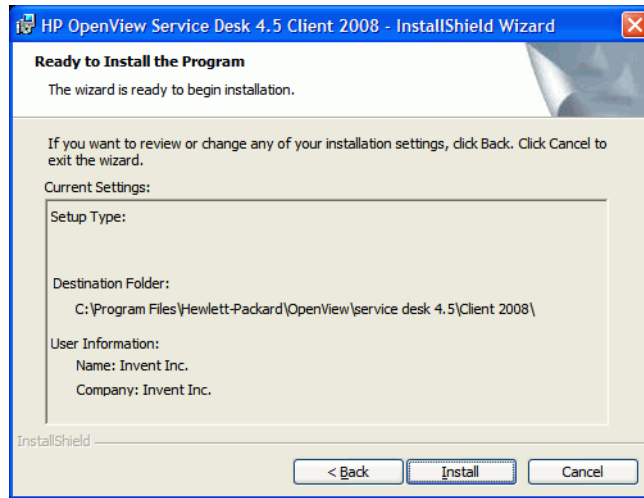 HP OpenView Service Desk 4.5 Client 2008 - InstallShield Wizard
Ready to Install the Program
The wizard is ready to begin installation.
If you want to review or change any of your installation settings, click Back. Click Cancel to
exit the wizard.
Current Settings:
Setup Type:
Destination Folder:
C:\Program Files\Hewlett-Packard\OpenView\service desk 4.5\Client 2008\
User Information:
Name: Invent Inc.
Company: Invent Inc.
InstallShield
< Back
Install
Cancel